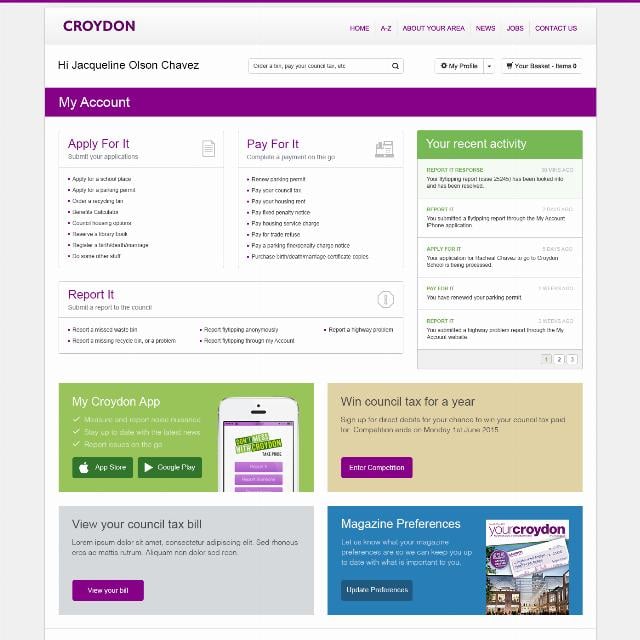 CROYDON
HOME A-Z ABOUT YOUR AREA NEWS JOBS CONTACT US
Hi Jacqueline Olson Chavez
Order a bin, pay your council tax, etc
My Profile
Your Basket - Items 0
My Account
Apply For It
Submit your applications
Apply for a school place
Apply for a parking permit
Order a recycling bin
Benefits Calculator
Council housing options
Reserve a library book
Register a birth/death/marriage
Do some other stuff
Pay For It
Complete a payment on the go
Renew parking permit
Pay your council tax
Pay your housing rent
Pay fixed penalty notice
Pay housing service charge
Pay for trade refuse
Pay a parking fine/penalty charge notice
Purchase birth/death/marriage certificate copies
Your recent activity
REPORT IT RESPONSE 30 MINS AGO
Your flytipping report (case 25245) has been looked into
and has been resolved.
REPORT IT 2 DAYS AGO
You submitted a flytipping report through the My Account
iPhone application.
APPLY FOR IT 5 DAYS AGO
Your application for Racheal Chavez to go to Croydon
School is being processed.
PAY FOR IT 2 WEEKS AGO
You have renewed your parking permit.
REPORT IT 3 WEEKS AGO
You submitted a highway problem report through the My
Account website.
1 2 3
Report It
Submit a report to the council
Report a missed waste bin
Report a missing recycle bin, or a problem
Report flytipping anonymously
Report flytipping through my Account
Report a highway problem
My Croydon App
Measure and report noise nuisance
Stay up to date with the latest news
Report issues on the go
App Store
Google Play
DON'T MESS
WITH CROYDON
TAKE PRIDE
Report It
Report Someone
Win council tax for a year
Sign up for direct debits for your chance to win your council tax paid
for. Competition ends on Monday 1st June 2015.
Enter Competition
View your council tax bill
Lorem ipsum dolor sit amet, consectetur adipiscing elit. Sed rhoncus
eros ac mattis rutrum. Aliquam non dolor nisl.
View your bill
Magazine Preferences
Let us know what your magazine
preferences are so we can keep you up
to date with what is important to you.
Update Preferences
yourcroydon